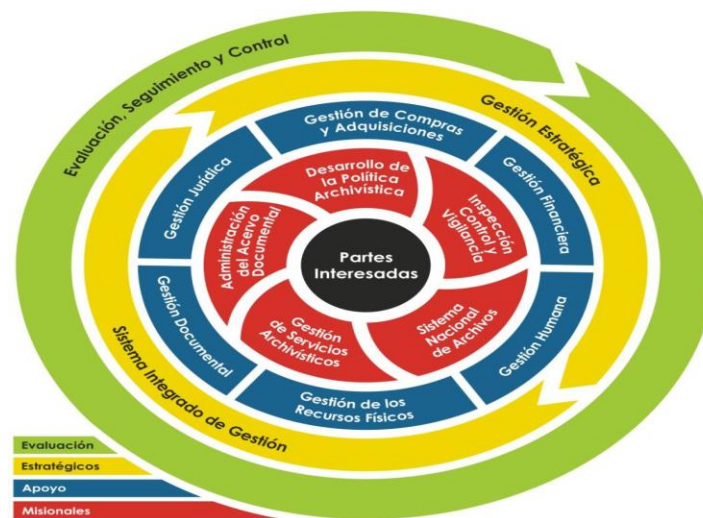 Evaluación, Seguimiento y Control
Gestión Estratégica
Sistema Integrado de Gestión
Gestión de Compras
y Adquisiciones
Gestión Financiera
Gestión Humana
Gestión de los
Recursos Físicos
Gestión Documental
Gestión Jurídica
Desarrollo de
la Política
Archivística
Inspección
Control y
Vigilancia
Sistema
Nacional
de Archivos
Gestión
de Servicios
Archivísticos
Administración
del Acervo
Documental
Partes
Interesadas
Evaluación
Estratégicos
Apoyo
Misionales